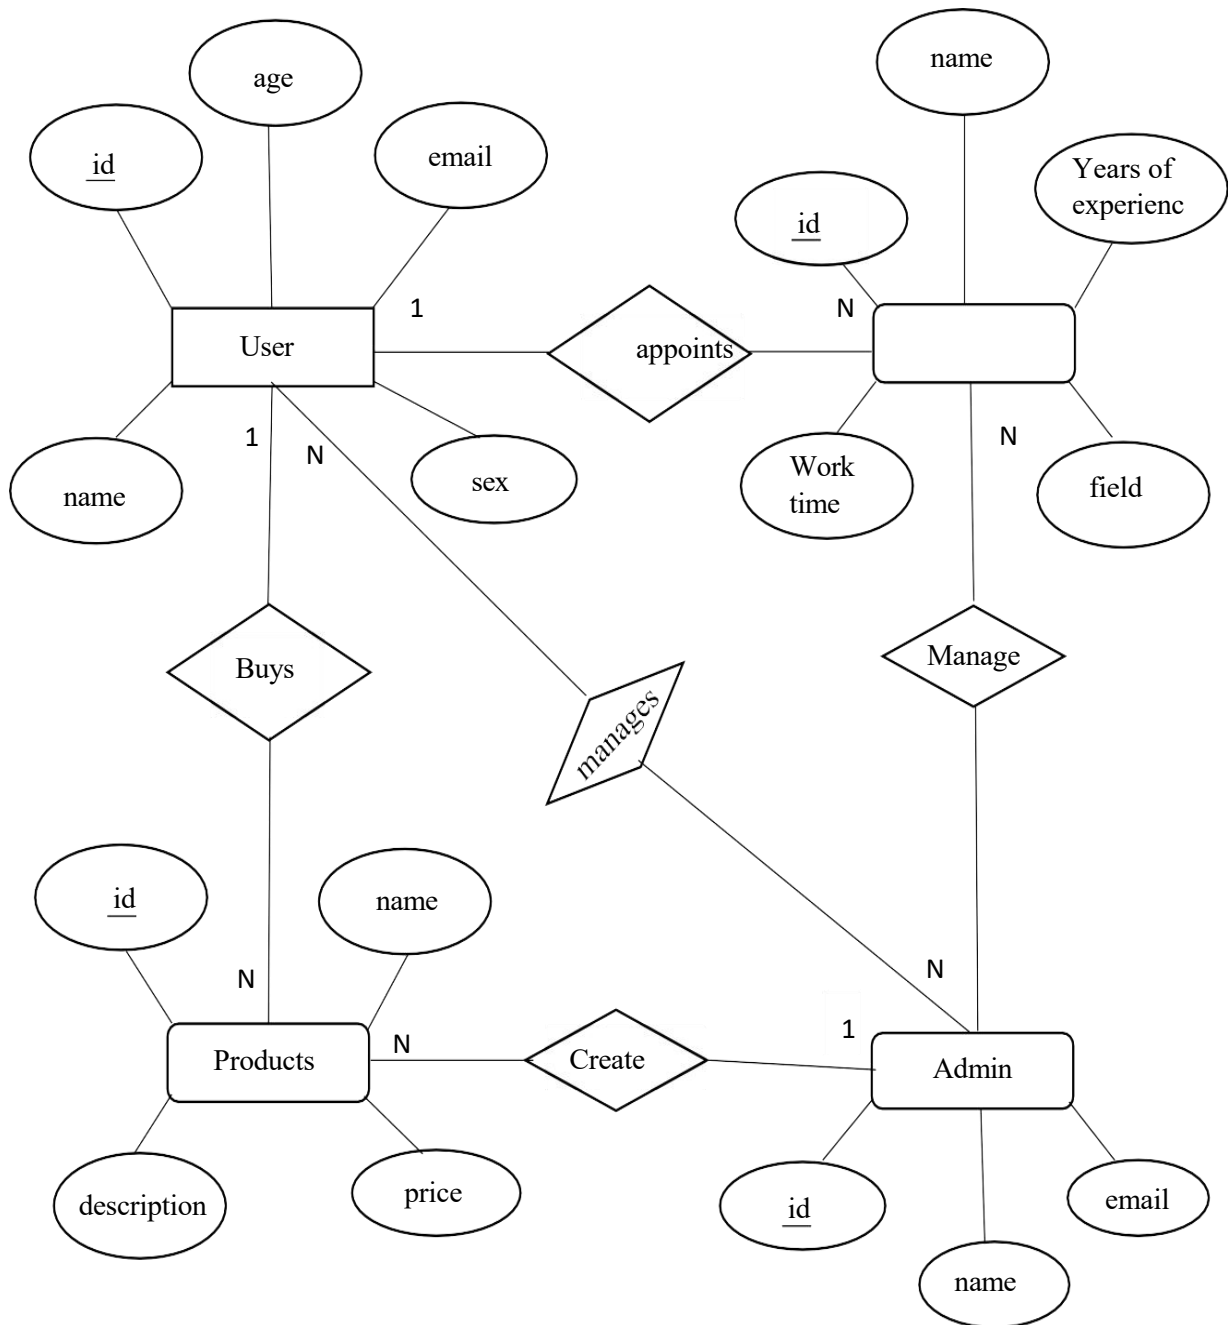 name
age
id
email
Years of
experienc
id
1
N
User
appoints
1
N
N
name
sex
Work
time
field
Buys
Manage
manages
id
name
N
N
1
Products
N
Create
Admin
description
price
id
email
name